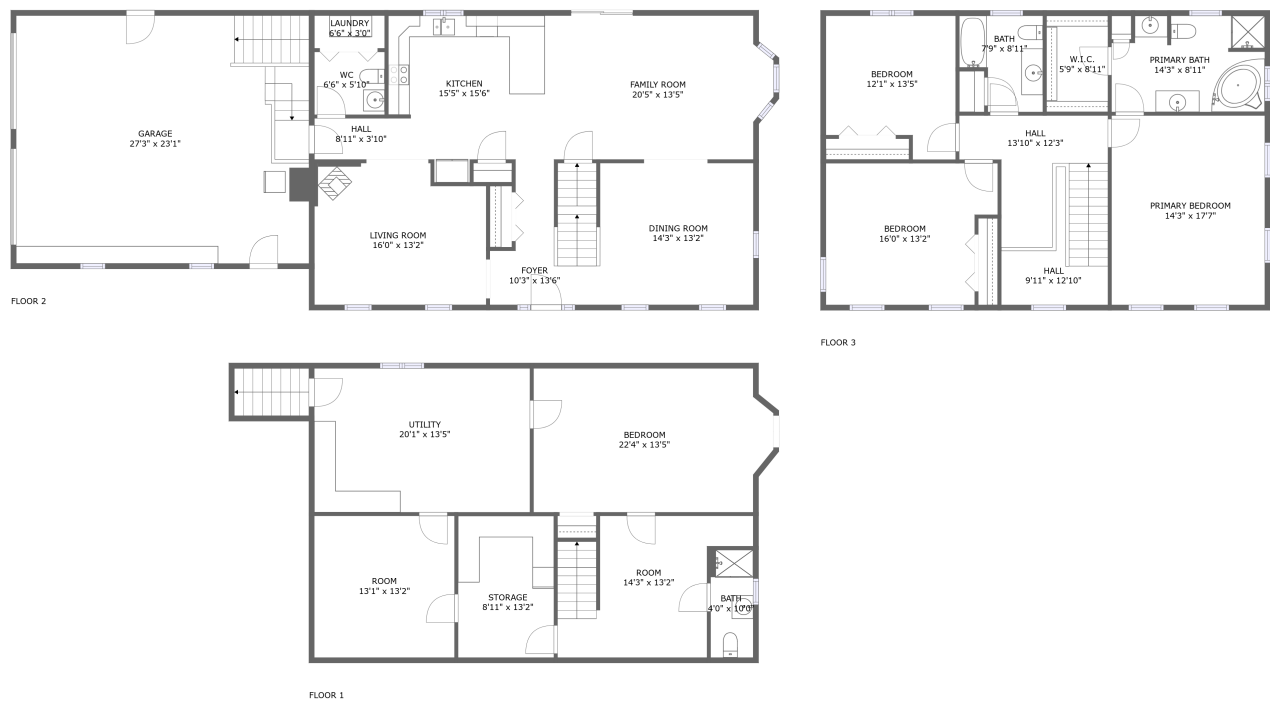 LAUNDRY
6'6" x 3'0"
WC
6'6" x 5'10"
KITCHEN
15'5" x 15'6"
FAMILY ROOM
20'5" x 13'5"
GARAGE
27'3" x 23'1"
HALL
8'11" x 3'10"
LIVING ROOM
16'0" x 13'2"
DINING ROOM
14'3" x 13'2"
FOYER
10'3" x 13'6"
FLOOR 2
BEDROOM
12'1" x 13'5"
BATH
7'9" x 8'11"
W.I.C.
5'9" x 8'11"
PRIMARY BATH
14'3" x 8'11"
HALL
13'10" x 12'3"
PRIMARY BEDROOM
14'3" x 17'7"
BEDROOM
16'0" x 13'2"
HALL
9'11" x 12'10"
FLOOR 3
UTILITY
20'1" x 13'5"
BEDROOM
22'4" x 13'5"
ROOM
13'1" x 13'2"
STORAGE
8'11" x 13'2"
ROOM
14'3" x 13'2"
BATH
4'0" x 10'0"
FLOOR 1